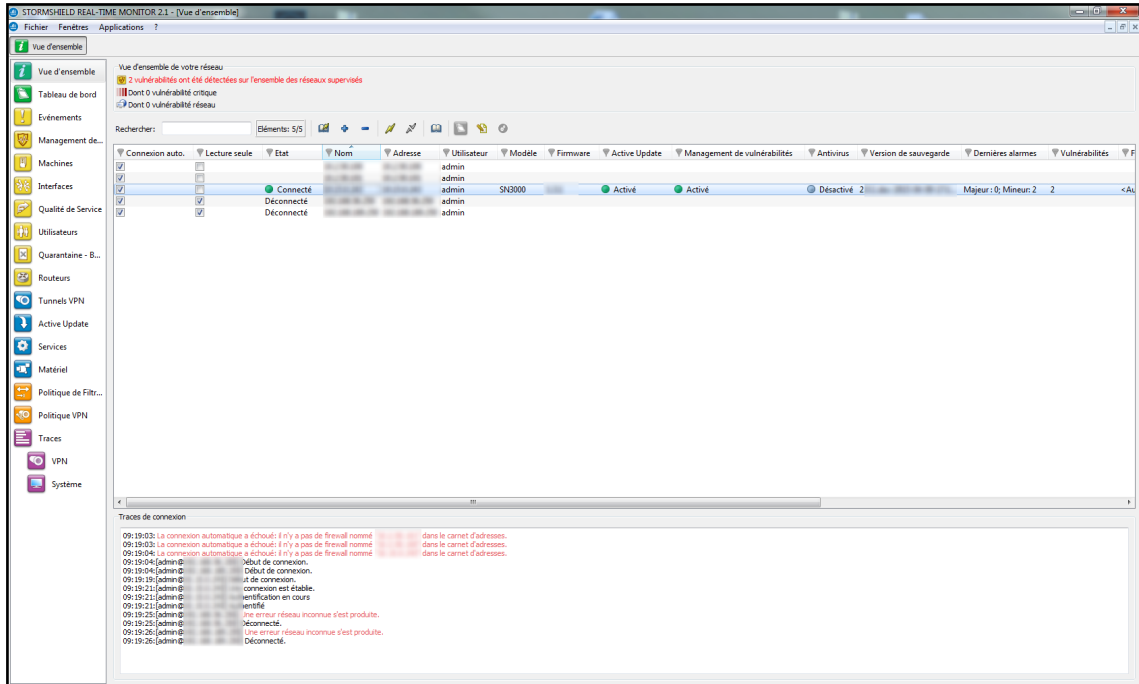 STORMSHIELD REAL-TIME MONITOR 2.1 - [Vue d'ensemble]
Fichier Fenêtres Applications ?
Vue d'ensemble
Vue d'ensemble
Tableau de bord
Evénements
Management de...
Machines
Interfaces
Qualité de Service
Utilisateurs
Quarantaine - B...
Routeurs
Tunnels VPN
Active Update
Services
Matériel
Politique de Filtr...
Politique VPN
Traces
VPN
Système
Vue d'ensemble de votre réseau
2 vulnérabilités ont été détectées sur l'ensemble des réseaux supervisés
Dont 0 vulnérabilité critique
Dont 0 vulnérabilité réseau
Rechercher: Eléments: 5/5
Connexion auto. Lecture seule Etat Nom Adresse Utilisateur Modèle Firmware Active Update Management de vulnérabilités Antivirus Version de sauvegarde Dernières alarmes Vulnérabilités F
admin
admin
Connecté admin SN3000 Activé Activé Désactivé 2 Majeur : 0; Mineur: 2 2 <Au
Déconnecté admin
Déconnecté admin
Traces de connexion
09:19:03: La connexion automatique a échoué: il n'y a pas de firewall nommé dans le carnet d'adresses.
09:19:03: La connexion automatique a échoué: il n'y a pas de firewall nommé dans le carnet d'adresses.
09:19:04: La connexion automatique a échoué: il n'y a pas de firewall nommé dans le carnet d'adresses.
09:19:04:[admin@ Début de connexion.
09:19:04:[admin@ Début de connexion.
09:19:19:[admin@ de connexion.
09:19:21:[admin@ connexion est établie.
09:19:21:[admin@ en cours
09:19:21:[admin@
09:19:25:[admin@ Une erreur réseau inconnue s'est produite.
09:19:25:[admin@ Déconnecté.
09:19:26:[admin@ Une erreur réseau inconnue s'est produite.
09:19:26:[admin@ Déconnecté.